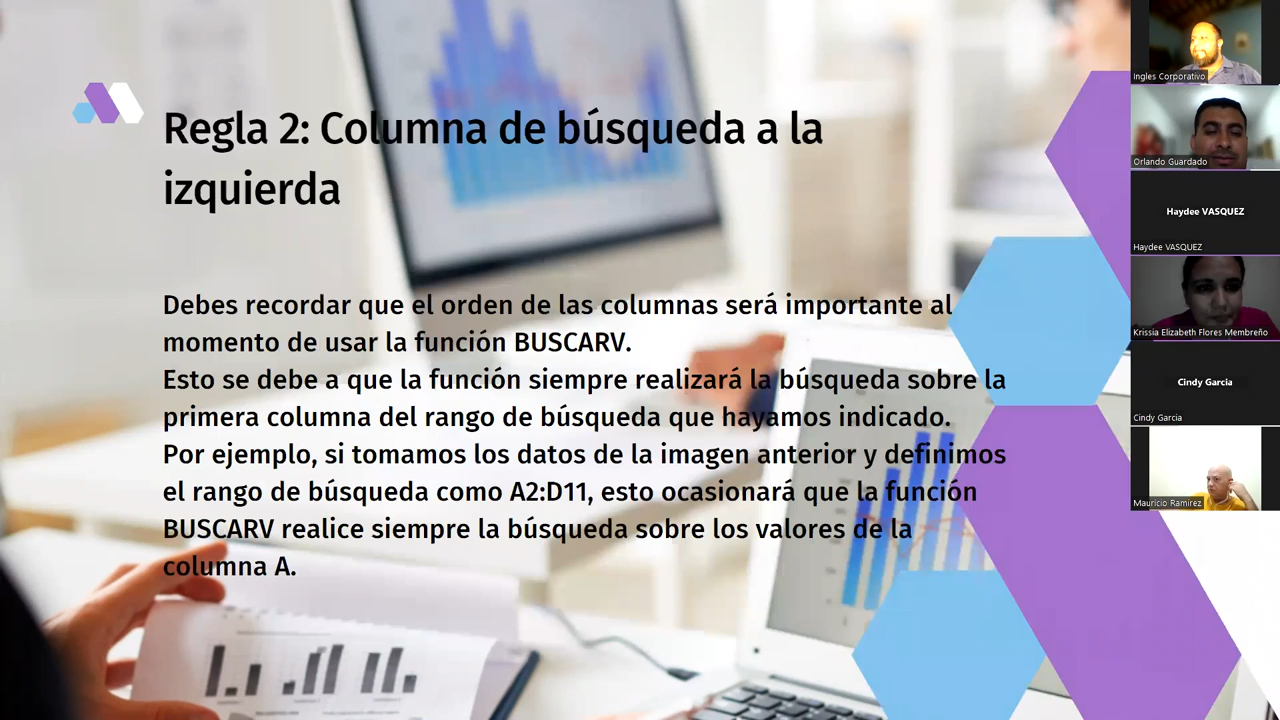 Regla 2: Columna de búsqueda a la
izquierda
Debes recordar que el orden de las columnas será importante al
momento de usar la función BUSCARV.
Esto se debe a que la función siempre realizará la búsqueda sobre la
primera columna del rango de búsqueda que hayamos indicado.
Por ejemplo, si tomamos los datos de la imagen anterior y definimos
el rango de búsqueda como A2:D11, esto ocasionará que la función
BUSCARV realice siempre la búsqueda sobre los valores de la
columna A.
Ingles Corporativo
Orlando Guardado
Haydee VASQUEZ
Haydee VASQUEZ
Krissia Elizabeth Flores Membreño
Cindy Garcia
Cindy Garcia
Mauricio Ramirez